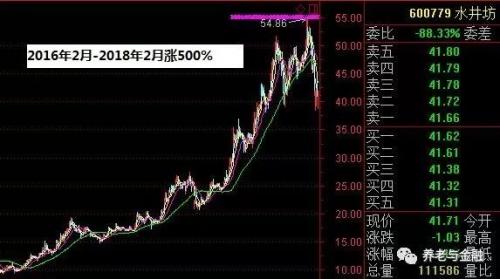 2016年2月-2018年2月涨500%
54.86
55.00
50.00
45.00
40.00
35.00
30.00
25.00
20.00
15.00
10.00
600779 水井坊
委比 -88.33% 委差
卖五 41.80
卖四 41.79
卖三 41.78
卖二 41.72
卖一 41.66
买一 41.62
买二 41.61
买三 41.38
买四 41.32
买五 41.31
现价 41.71 今开
涨跌 -1.03 最高
涨幅
养老与金融
总量 111586 量比